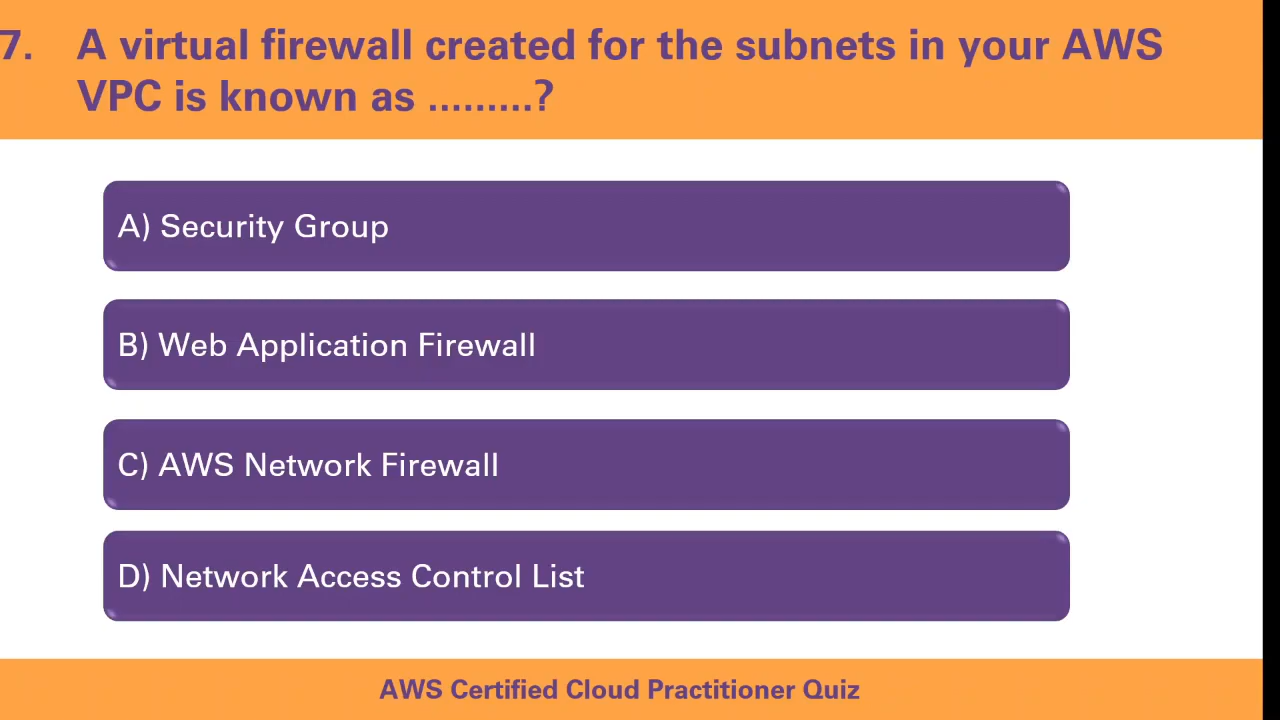 7. A virtual firewall created for the subnets in your AWS
VPC is known as .........?
A) Security Group
B) Web Application Firewall
C) AWS Network Firewall
D) Network Access Control List
AWS Certified Cloud Practitioner Quiz